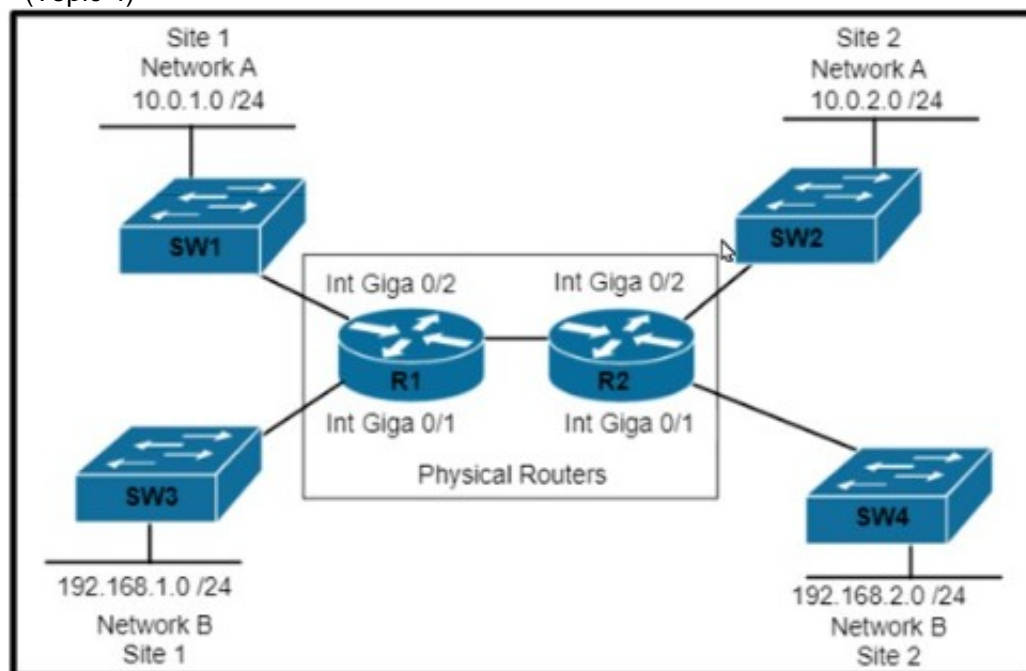 Site 1
Network A
10.0.1.0 /24
Site 2
Network A
10.0.2.0 /24
SW1
SW2
Int Giga 0/2
Int Giga 0/2
R1
R2
Int Giga 0/1
Int Giga 0/1
Physical Routers
SW3
SW4
192.168.1.0 /24
Network B
Site 1
192.168.2.0 /24
Network B
Site 2